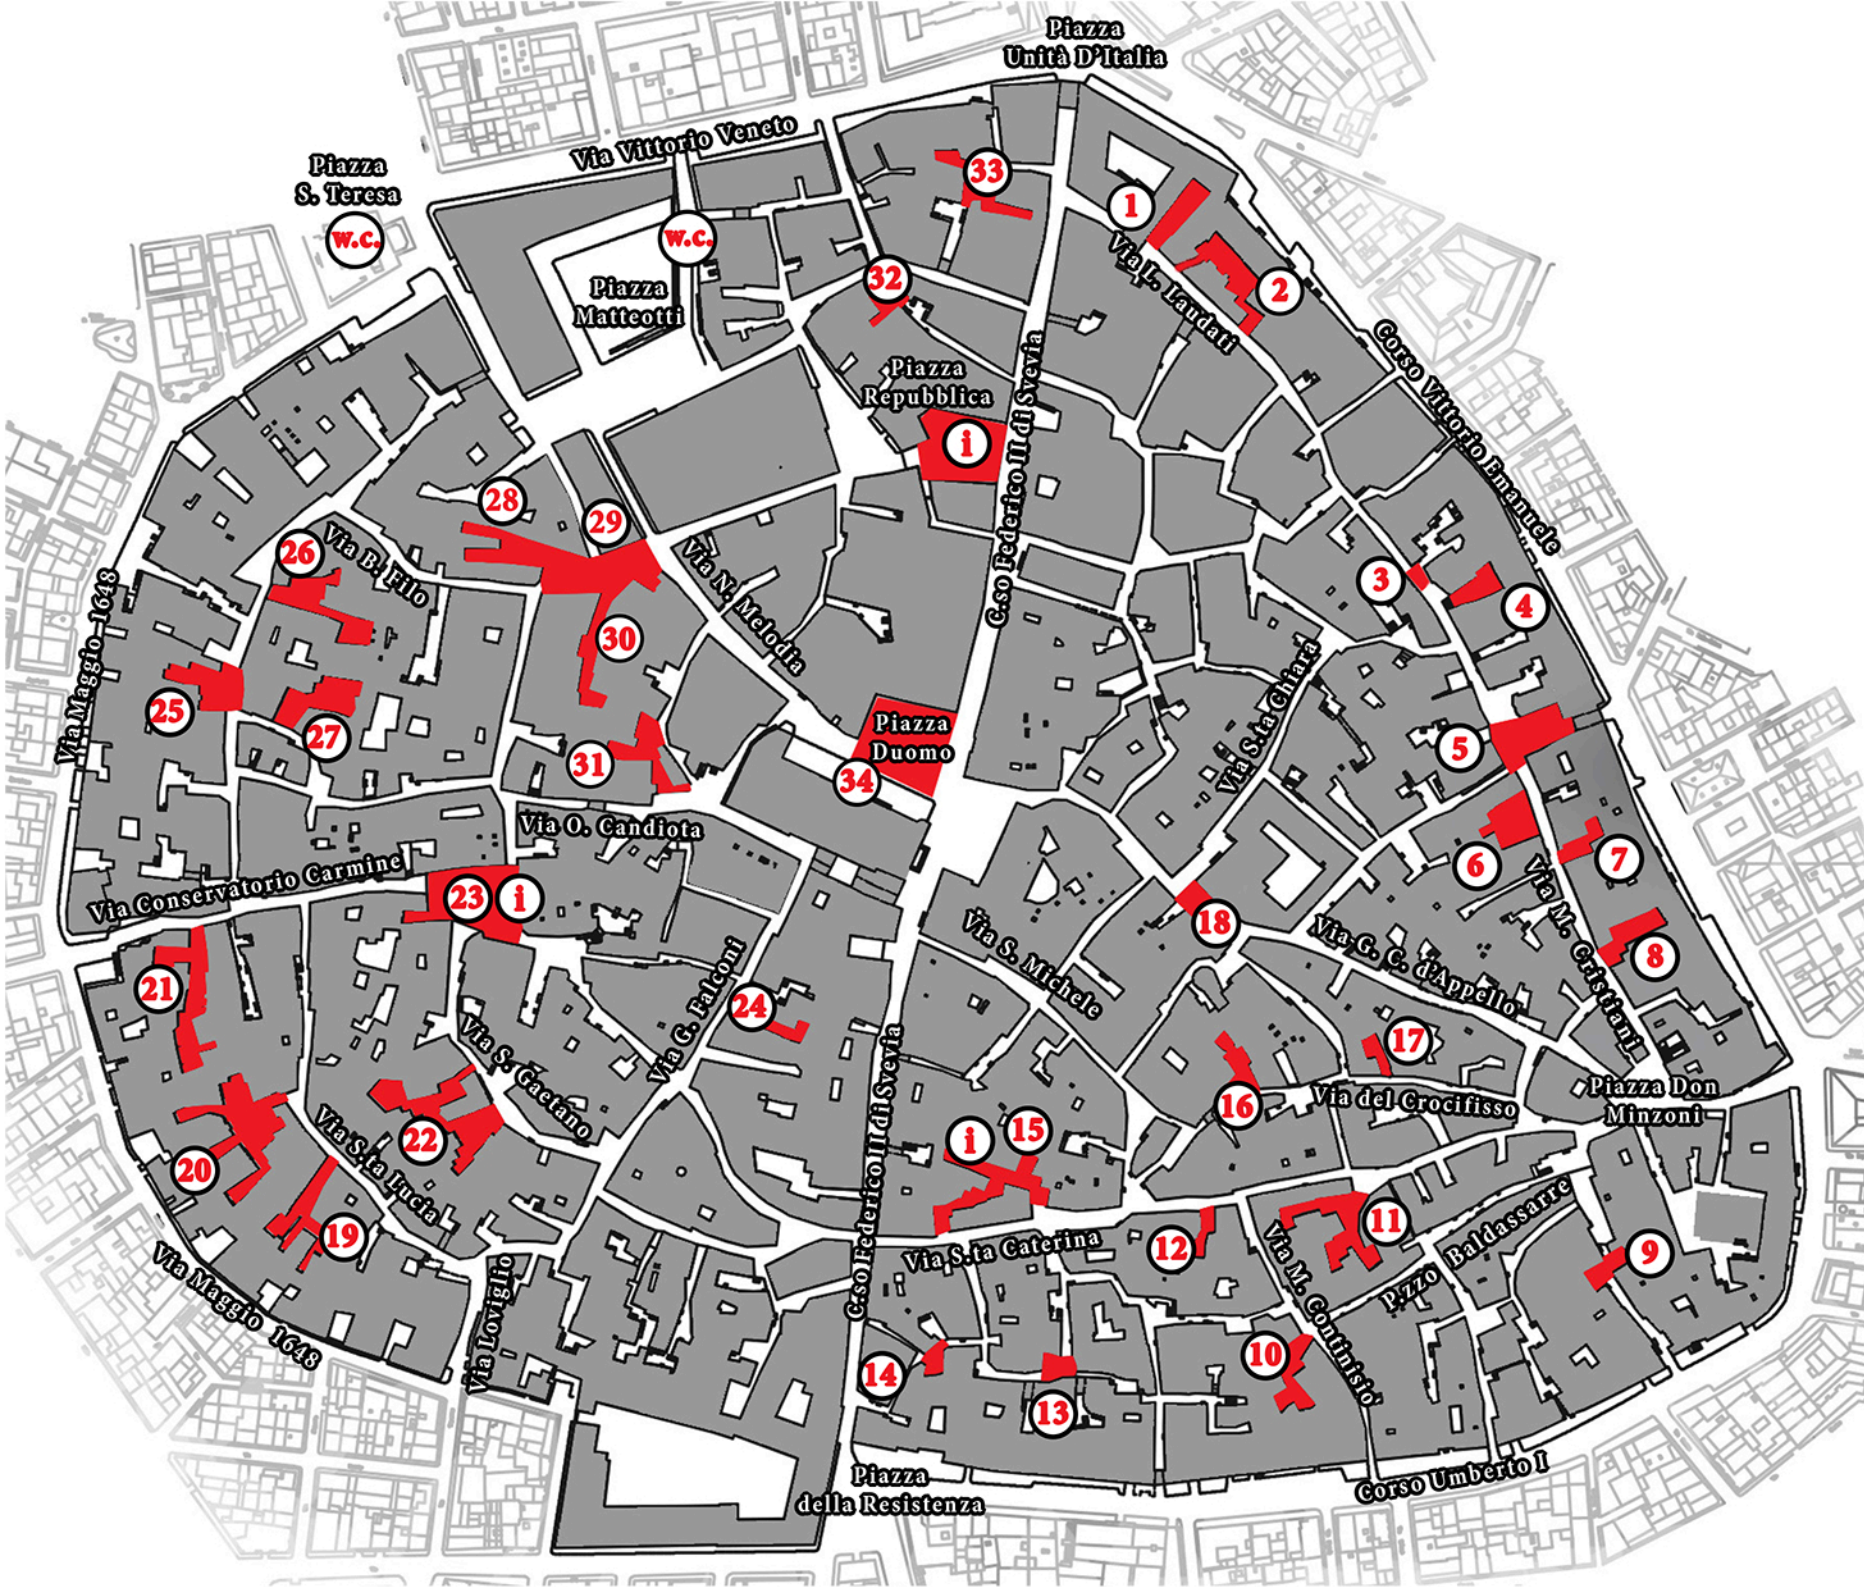 Piazza
Unità D'Italia
Via Vittorio Veneto
Piazza
S. Teresa
w.c.
w.c.
33
1
Via L. Laudati
2
32
Piazza
Matteotti
Corso Vittorio Emanuele
Piazza
Repubblica
i
C.so Federico II di Svevia
28
29
26
Via B. Filo
Via N. Melodia
3
4
Via Maggio 1648
30
Via S.ta Chiara
25
27
31
Piazza
Duomo
34
5
Via O. Candiota
6
7
Via Conservatorio Carmine
23
i
18
Via M. Cristiani
Via G. C. d'Appello
Via S. Michele
8
21
24
Via G. Falconi
Via S. Gaetano
17
16
Via del Crocifisso
Piazza Don
Minzoni
C.so Federico II di Svevia
i
15
22
Via S.ta Lucia
20
19
Via S.ta Caterina
12
11
Via M. Continisio
P.zzo Baldassarre
9
Via Maggio 1648
Via Loviglio
10
14
13
Piazza
della Resistenza
Corso Umberto I